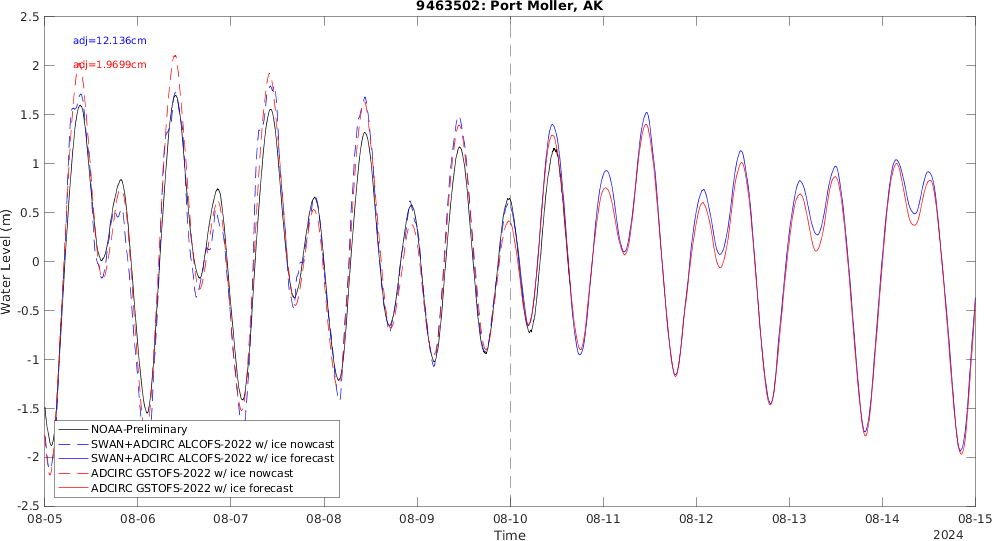 9463502: Port Moller, AK
adj=12.136cm
adj=1.9699cm
2.5
2
1.5
1
0.5
0
-0.5
-1
-1.5
-2
-2.5
Water Level (m)
NOAA-Preliminary
SWAN+ADCIRC ALCOFS-2022 w/ ice nowcast
SWAN+ADCIRC ALCOFS-2022 w/ ice forecast
ADCIRC GSTOFS-2022 w/ ice nowcast
ADCIRC GSTOFS-2022 w/ ice forecast
08-05 08-06 08-07 08-08 08-09 08-10 08-11 08-12 08-13 08-14 08-15
Time
2024